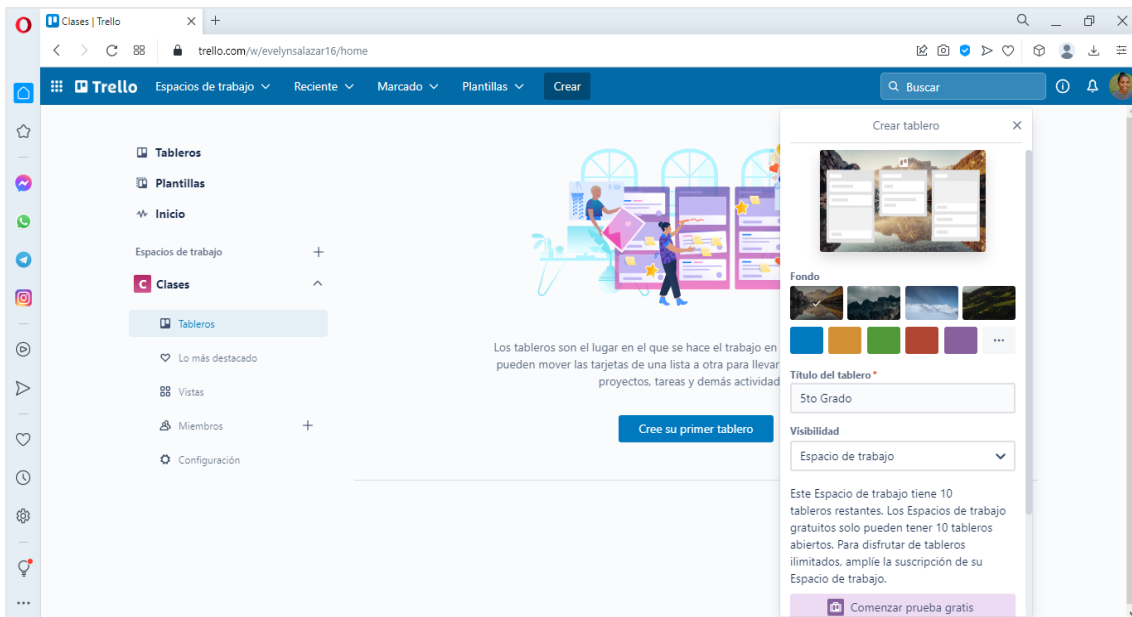 Clases | Trello
trello.com/w/evelynsalazar16/home
Trello
Espacios de trabajo
Reciente
Marcado
Plantillas
Crear
Buscar
Tableros
Plantillas
Inicio
Espacios de trabajo
C Clases
Tableros
Lo más destacado
Vistas
Miembros
Configuración
Los tableros son el lugar en el que se hace el trabajo en
pueden mover las tarjetas de una lista a otra para llevar
proyectos, tareas y demás actividad
Cree su primer tablero
Crear tablero
Fondo
Título del tablero *
5to Grado
Visibilidad
Espacio de trabajo
Este Espacio de trabajo tiene 10
tableros restantes. Los Espacios de trabajo
gratuitos solo pueden tener 10 tableros
abiertos. Para disfrutar de tableros
ilimitados, amplíe la suscripción de su
Espacio de trabajo.
Comenzar prueba gratis